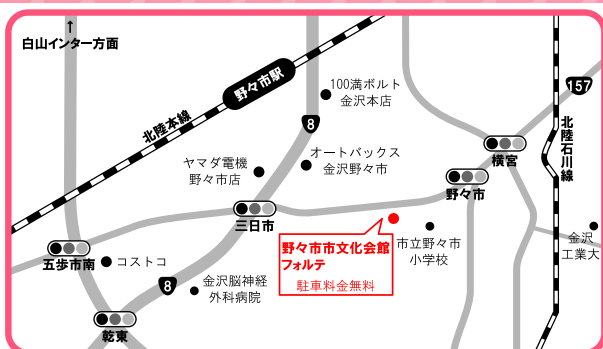 ↑
白山インター方面
野々市駅
100満ボルト
金沢本店
157
北陸本線
8
北陸石川線
横宮
オートバックス
金沢野々市
ヤマダ電機
野々市店
野々市
三日市
野々市市文化会館
フォルテ
駐車料金無料
市立野々市
小学校
金沢
工業大
五歩市南
コストコ
8
金沢脳神経
外科病院
乾東